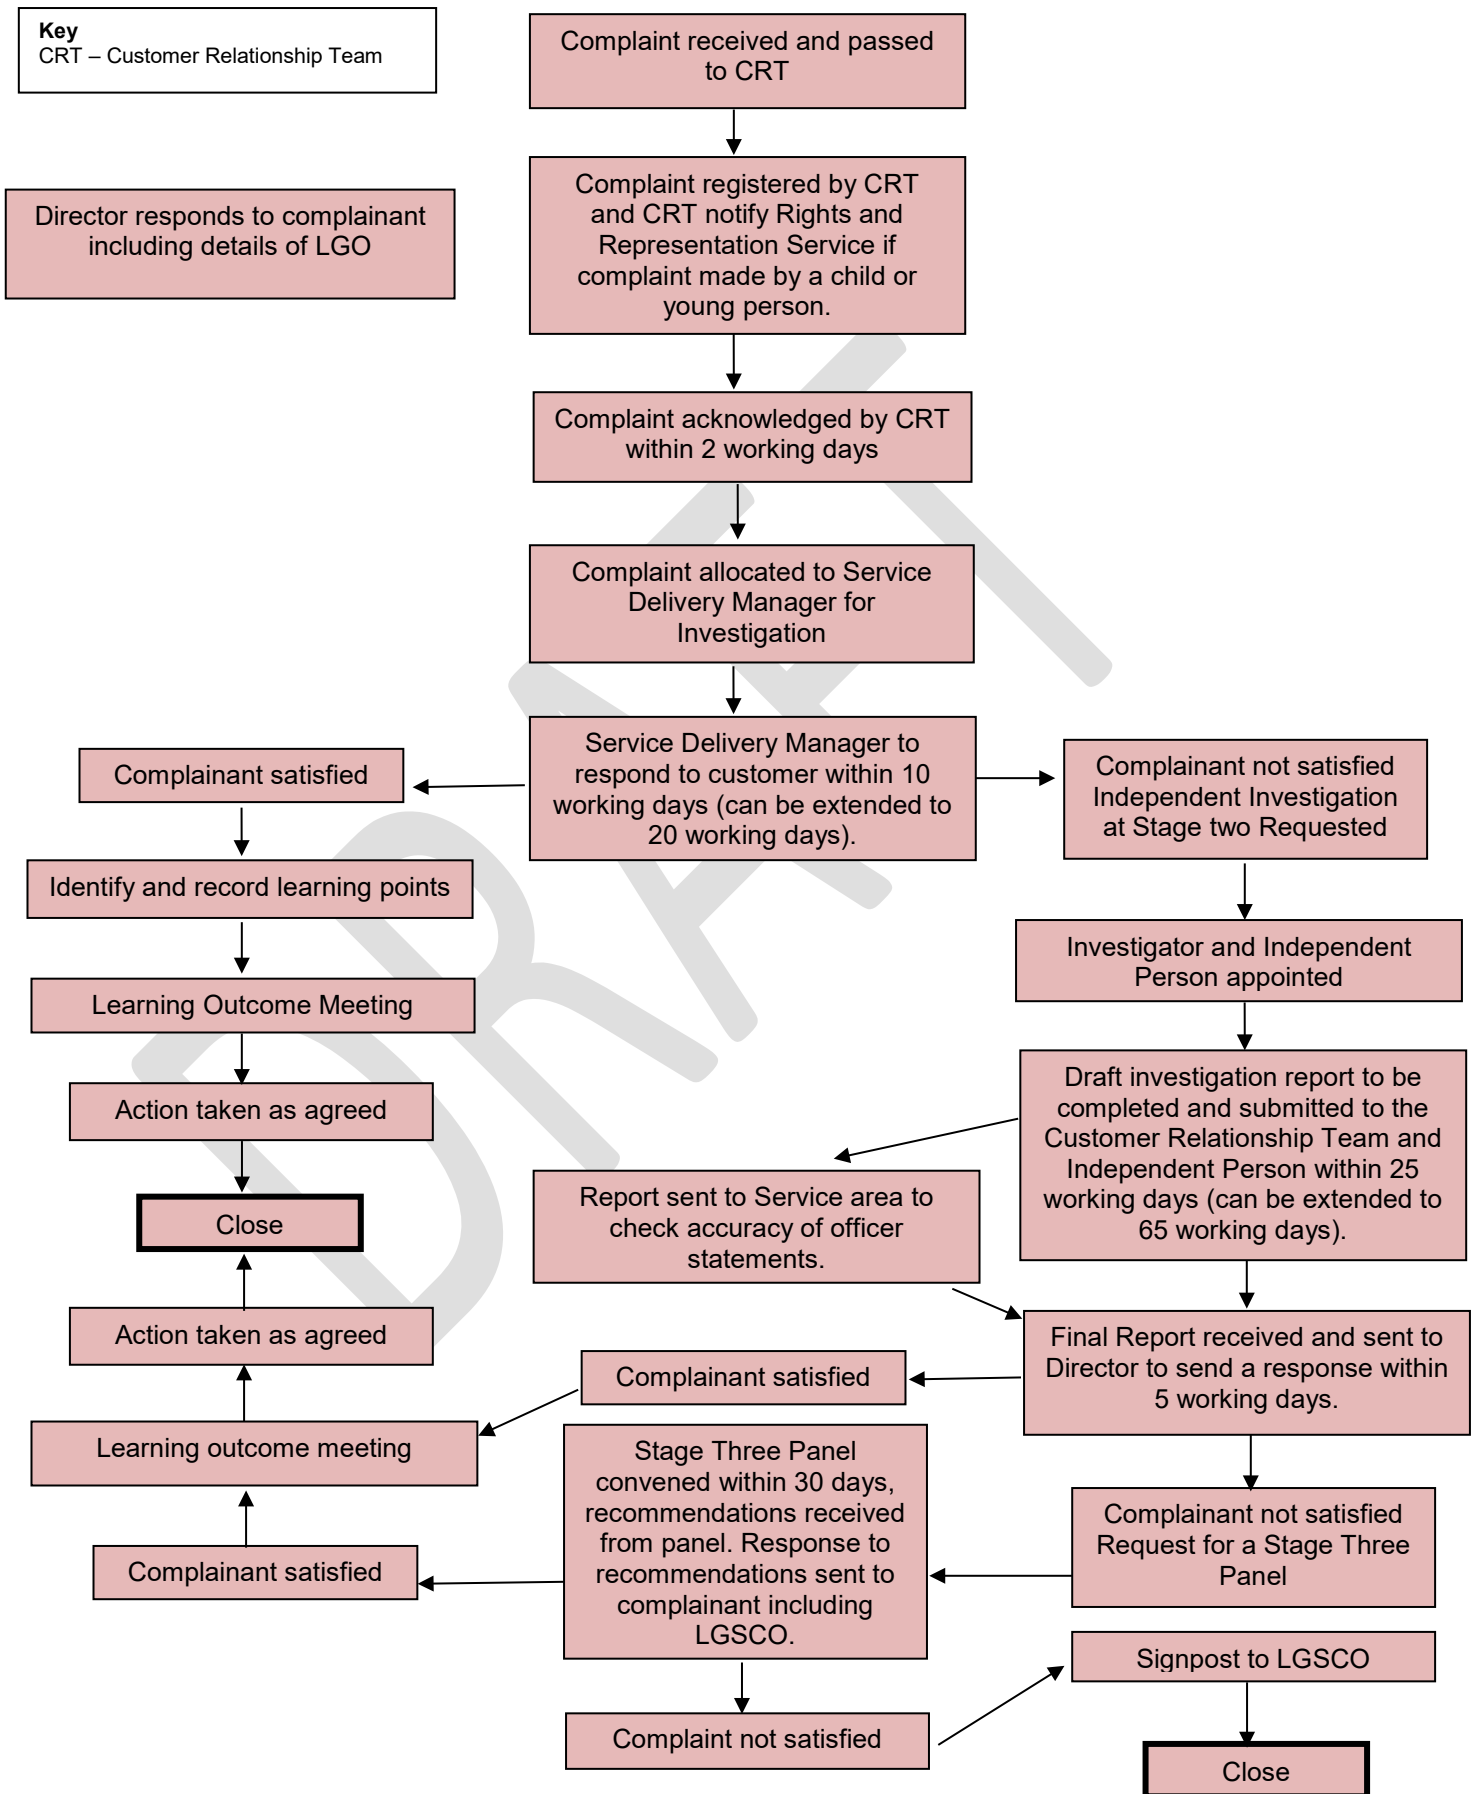 Key
CRT – Customer Relationship Team
Complaint received and passed
to CRT
Director responds to complainant
including details of LGO
Complaint registered by CRT
and CRT notify Rights and
Representation Service if
complaint made by a child or
young person.
Complaint acknowledged by CRT
within 2 working days
Complaint allocated to Service
Delivery Manager for
Investigation
Service Delivery Manager to
respond to customer within 10
working days (can be extended to
20 working days).
Complainant satisfied
Identify and record learning points
Learning Outcome Meeting
Action taken as agreed
Close
Complainant not satisfied
Independent Investigation
at Stage two Requested
Investigator and Independent
Person appointed
Draft investigation report to be
completed and submitted to the
Customer Relationship Team and
Independent Person within 25
working days (can be extended to
65 working days).
Report sent to Service area to
check accuracy of officer
statements.
Final Report received and sent to
Director to send a response within
5 working days.
Complainant satisfied
Action taken as agreed
Learning outcome meeting
Complainant satisfied
Stage Three Panel
convened within 30 days,
recommendations received
from panel. Response to
recommendations sent to
complainant including
LGSCO.
Complainant not satisfied
Request for a Stage Three
Panel
Complaint not satisfied
Signpost to LGSCO
Close
DRAFT